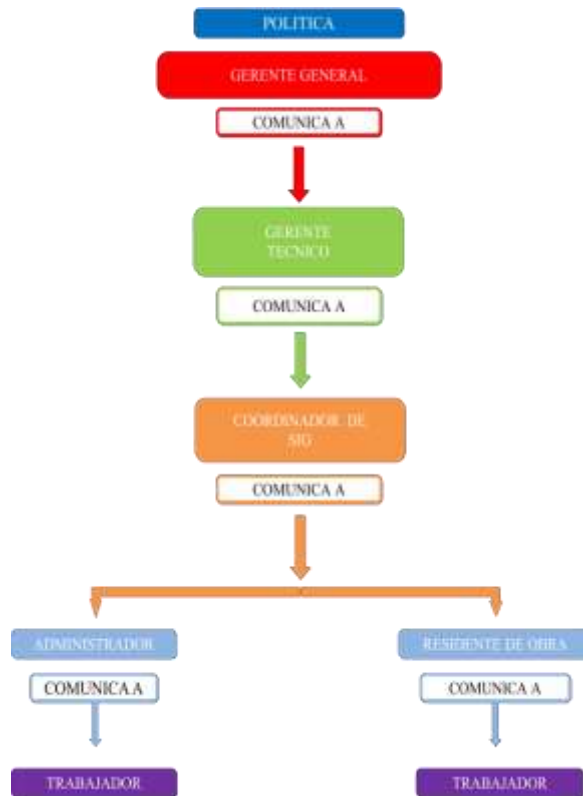 POLITICA
GERENTE GENERAL
COMUNICA A
GERENTE
TECNICO
COMUNICA A
COORDINADOR DE
SIG
COMUNICA A
ADMINISTRADOR
RESIDENTE DE OBRA
COMUNICA A
COMUNICA A
TRABAJADOR
TRABAJADOR